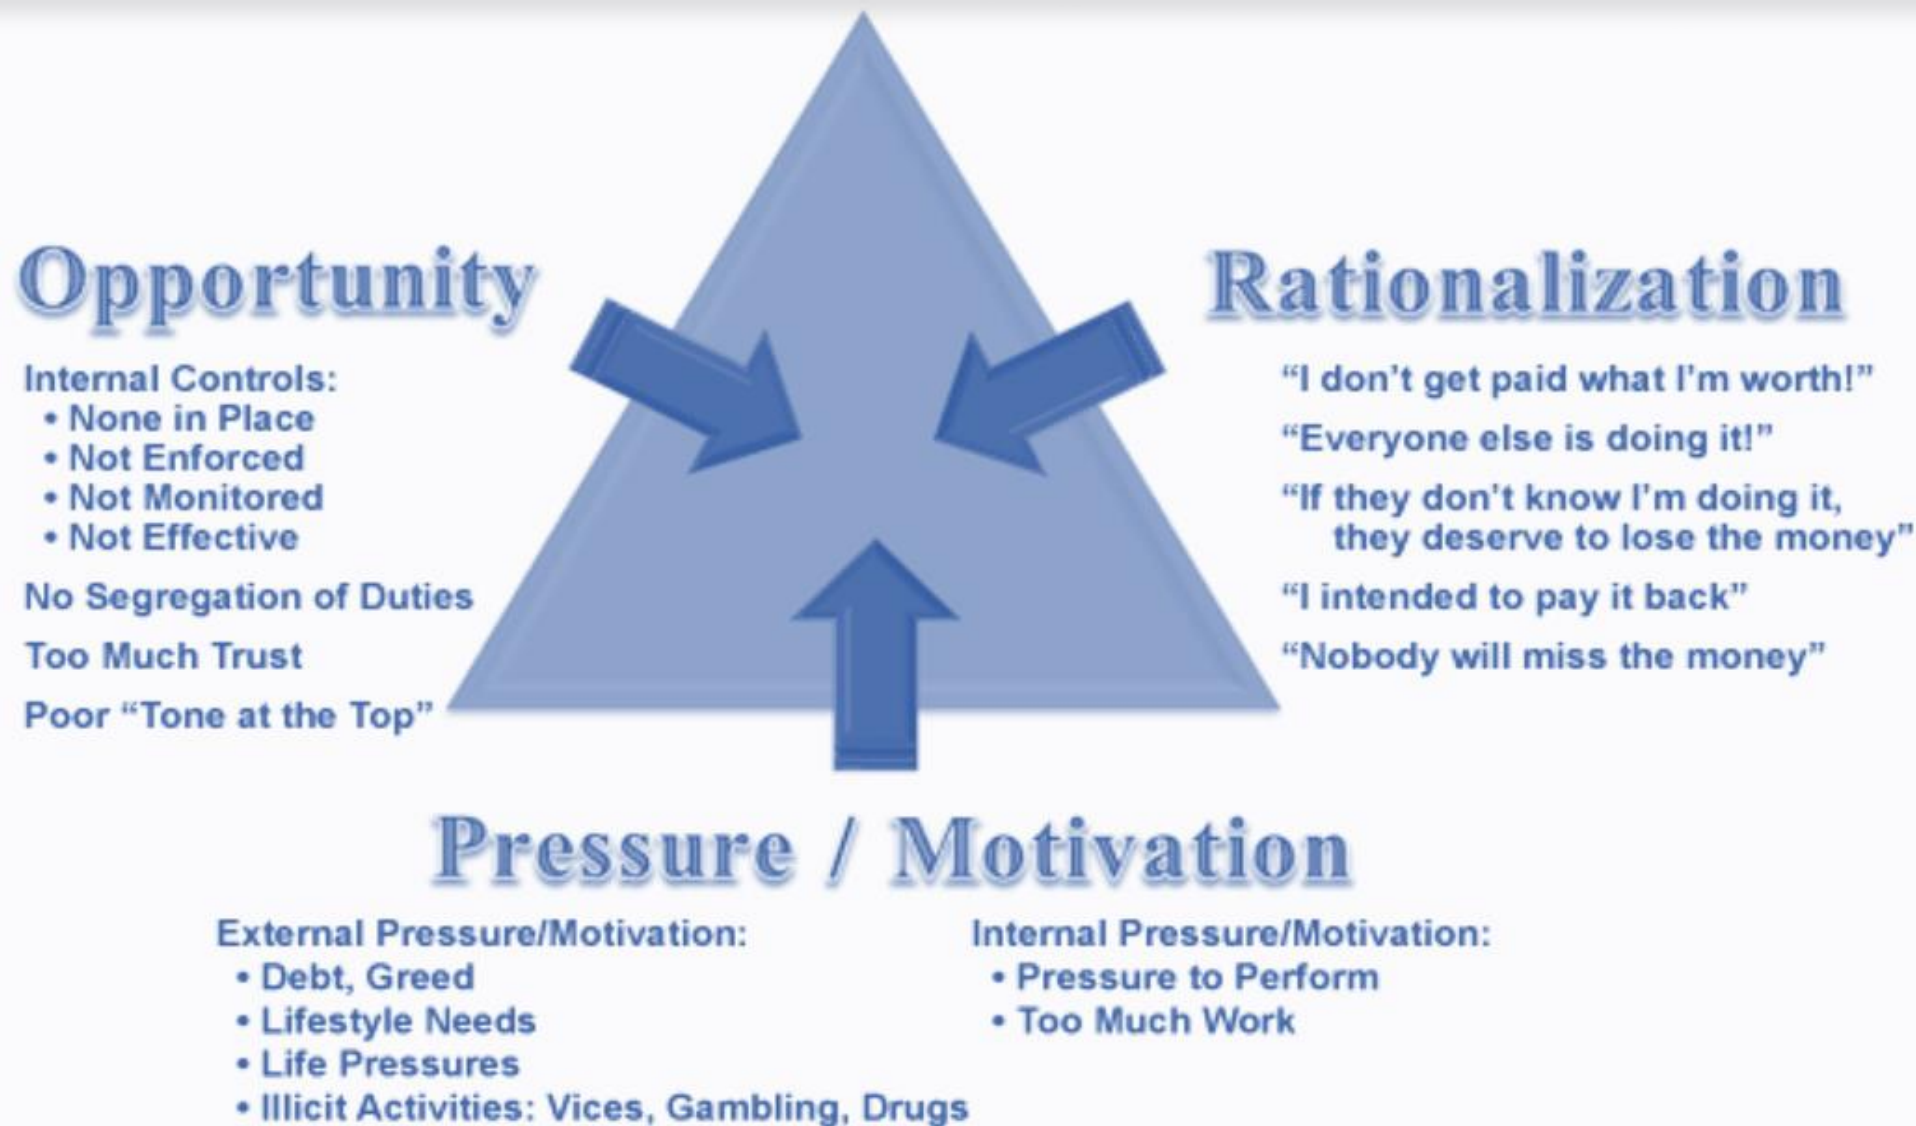 Opportunity
Internal Controls:
• None in Place
• Not Enforced
• Not Monitored
• Not Effective
No Segregation of Duties
Too Much Trust
Poor “Tone at the Top”
Rationalization
“I don’t get paid what I’m worth!”
“Everyone else is doing it!”
“If they don’t know I’m doing it,
they deserve to lose the money”
“I intended to pay it back”
“Nobody will miss the money”
Pressure / Motivation
External Pressure/Motivation:
• Debt, Greed
• Lifestyle Needs
• Life Pressures
• Illicit Activities: Vices, Gambling, Drugs
Internal Pressure/Motivation:
• Pressure to Perform
• Too Much Work